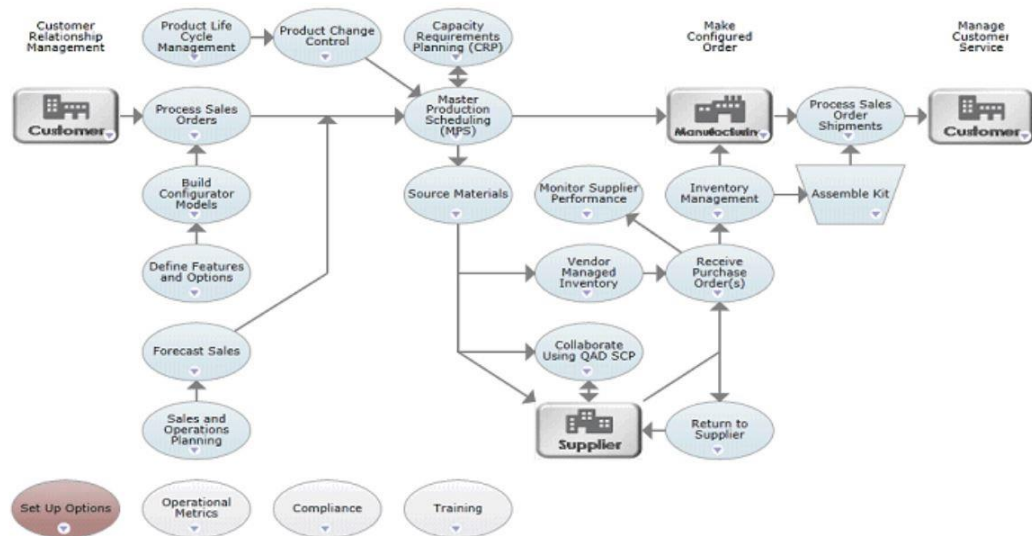 Customer
Relationship
Management
Product Life
Cycle
Management
Product Change
Control
Capacity
Requirements
Planning (CRP)
Make
Configured
Order
Manage
Customer
Service
Customer
Process Sales
Orders
Master
Production
Scheduling
(MPS)
Manufacturing
Process Sales
Order
Shipments
Customer
Build
Configurator
Models
Source Materials
Monitor Supplier
Performance
Inventory
Management
Assemble Kit
Define Features
and Options
Vendor
Managed
Inventory
Receive
Purchase
Order(s)
Forecast Sales
Collaborate
Using QAD SCP
Sales and
Operations
Planning
Supplier
Return to
Supplier
Set Up Options
Operational
Metrics
Compliance
Training